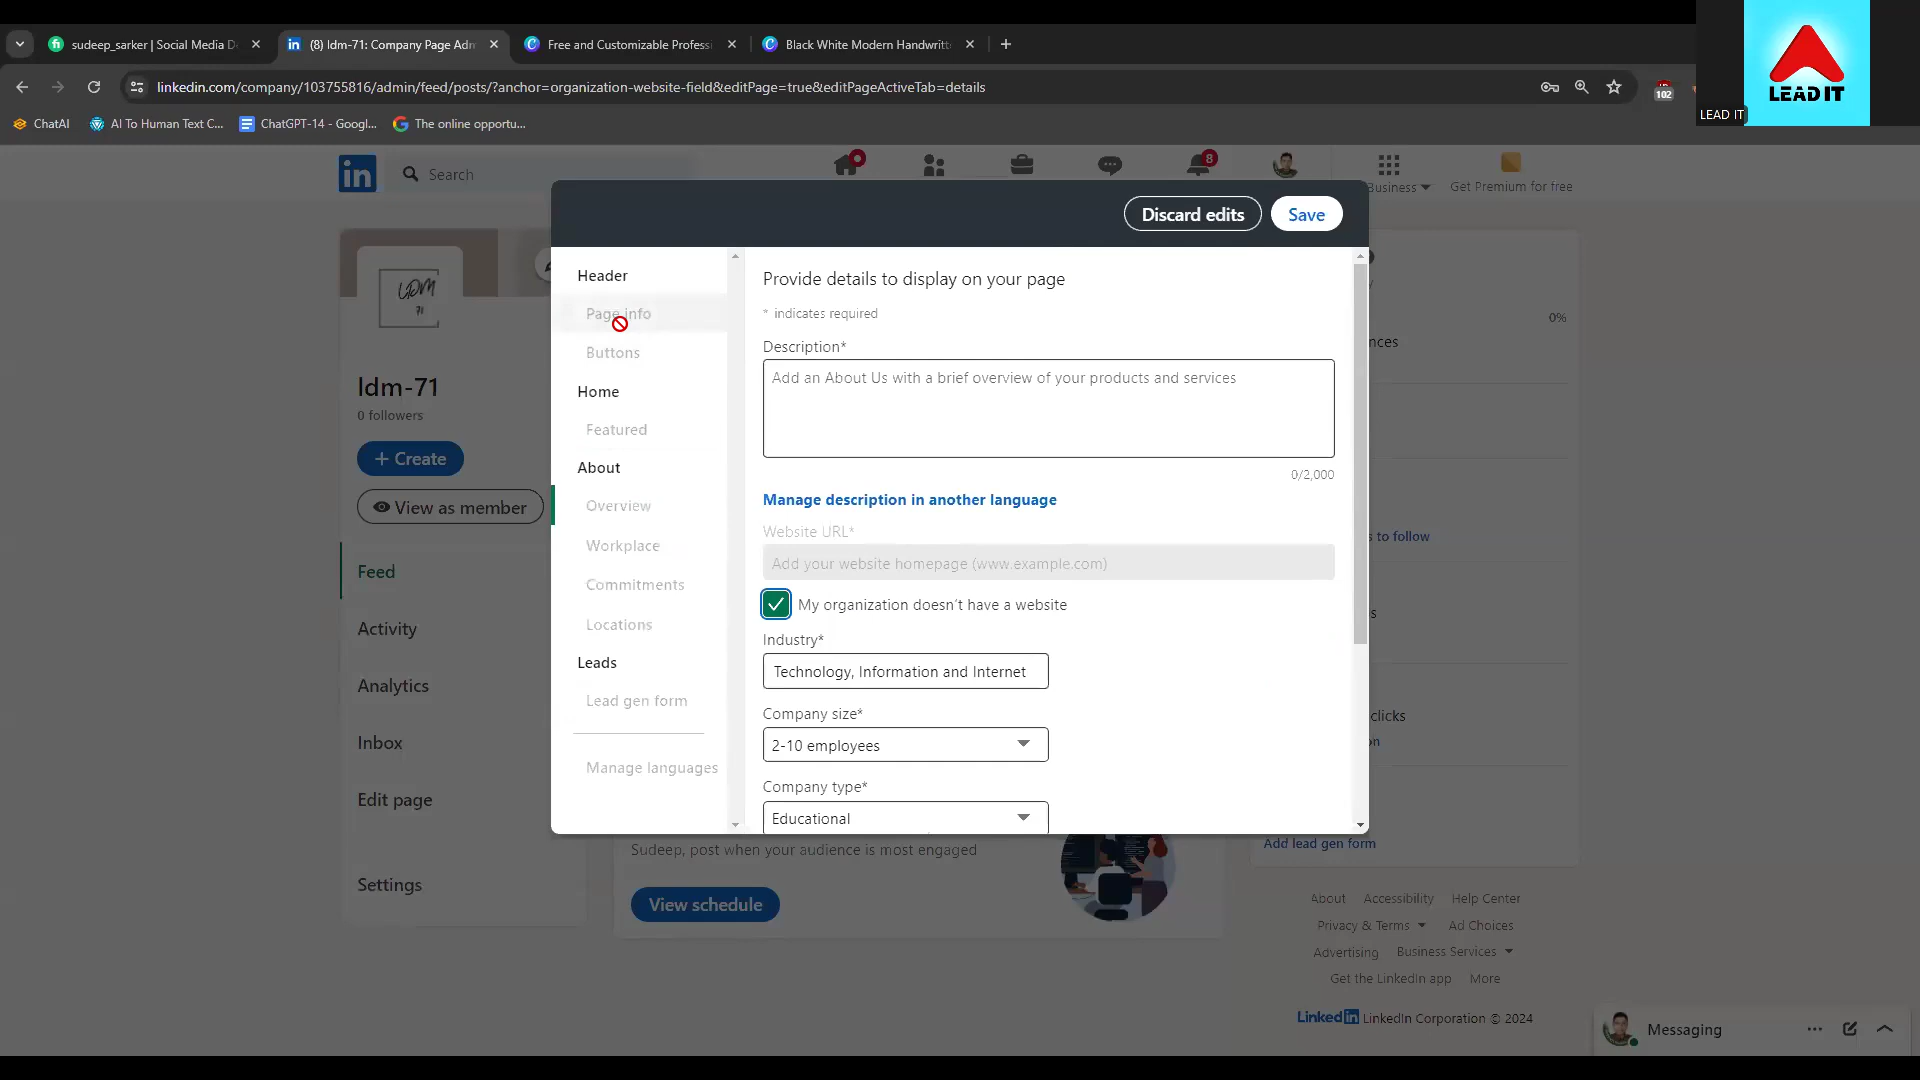 sudeep_sarker | Social Media D
(8) ldm-71: Company Page Adm
Free and Customizable Professi
Black White Modern Handwritte
linkedin.com/company/103755816/admin/feed/posts/?anchor=organization-website-field&editPage=true&editPageActiveTab=details
102
LEAD IT
LEAD IT
ChatAI
AI To Human Text C...
ChatGPT-14 - Googl...
The online opportu...
in
Search
8
Business
Get Premium for free
Discard edits
Save
Header
Page info
Buttons
Home
Featured
About
Overview
Workplace
Commitments
Locations
Leads
Lead gen form
Manage languages
Provide details to display on your page
* indicates required
Description*
Add an About Us with a brief overview of your products and services
0/2,000
Manage description in another language
Website URL*
Add your website homepage (www.example.com)
My organization doesn't have a website
Industry*
Technology, Information and Internet
Company size*
2-10 employees
Company type*
Educational
LDM
71
ldm-71
0 followers
+ Create
View as member
Feed
Activity
Analytics
Inbox
Edit page
Settings
0%
nces
s to follow
s
clicks
on
Add lead gen form
Sudeep, post when your audience is most engaged
View schedule
About Accessibility Help Center
Privacy & Terms Ad Choices
Advertising Business Services
Get the LinkedIn app More
LinkedIn LinkedIn Corporation © 2024
Messaging